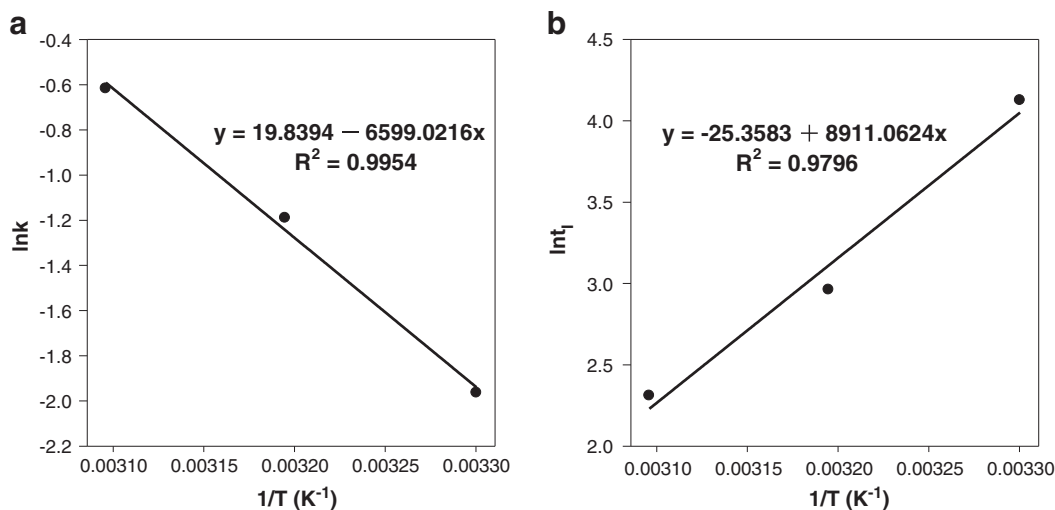 a
-0.4
-0.6
-0.8
-1.0
-1.2
-1.4
-1.6
-1.8
-2.0
-2.2
lnk
y = 19.8394 — 6599.0216x
R² = 0.9954
0.00310 0.00315 0.00320 0.00325 0.00330
1/T (K⁻¹)
b
4.5
4.0
3.5
3.0
2.5
2.0
lntI
y = -25.3583 + 8911.0624x
R² = 0.9796
0.00310 0.00315 0.00320 0.00325 0.00330
1/T (K⁻¹)